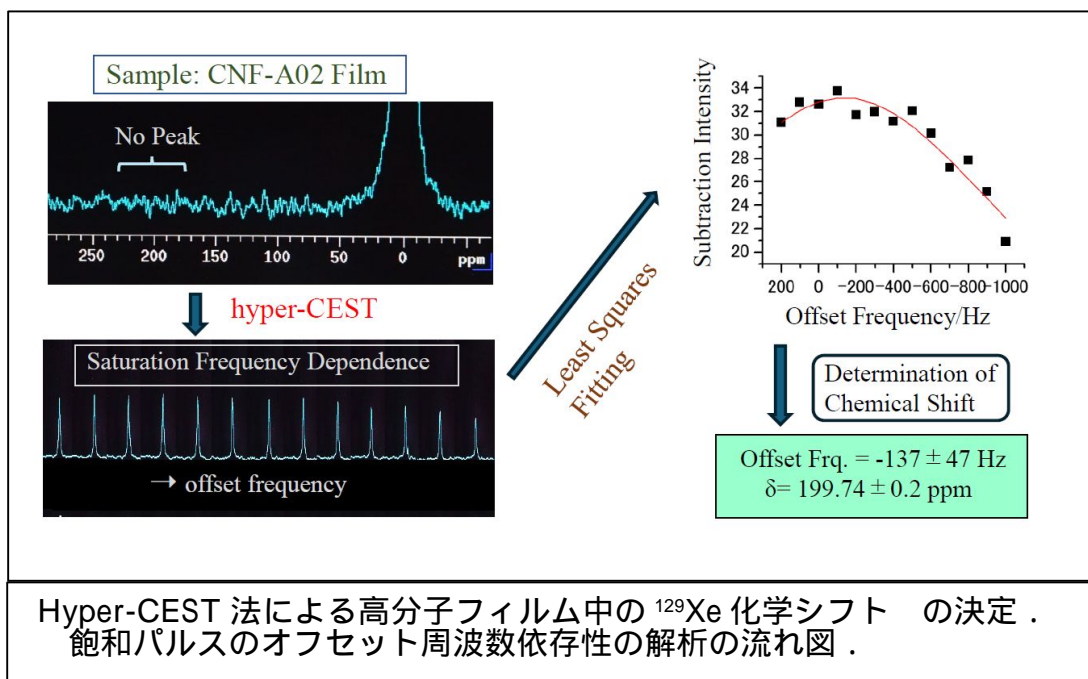 Sample: CNF-A02 Film
No Peak
250 200 150 100 50 0 ppm
hyper-CEST
Saturation Frequency Dependence
→ offset frequency
Least Squares
Fitting
Subtraction Intensity
34
32
30
28
26
24
22
20
200 0 -200 -400 -600 -800 -1000
Offset Frequency/Hz
Determination of
Chemical Shift
Offset Frq. = -137 ± 47 Hz
δ= 199.74 ± 0.2 ppm
Hyper-CEST 法による高分子フィルム中の ¹²⁹Xe 化学シフト の決定．
飽和パルスのオフセット周波数依存性の解析の流れ図．